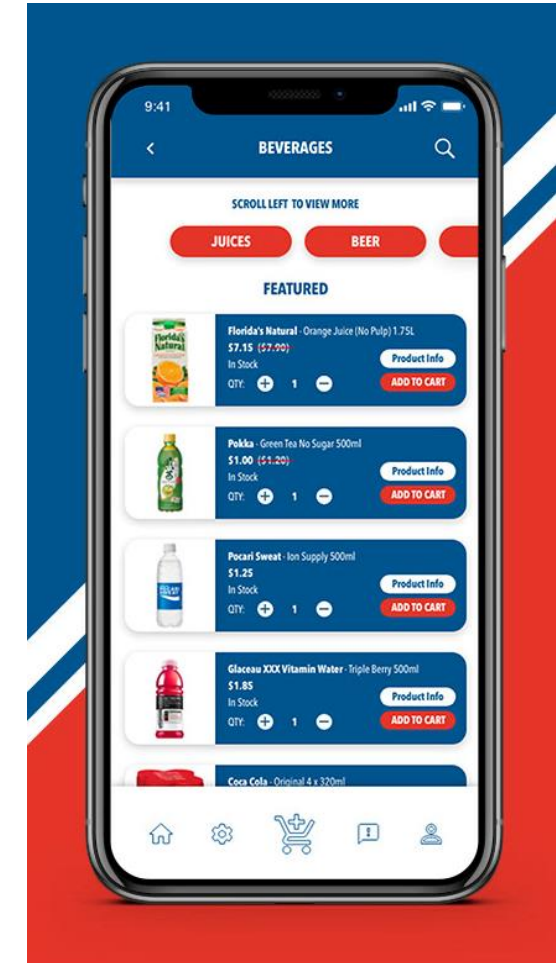 9:41
BEVERAGES
SCROLL LEFT TO VIEW MORE
JUICES
BEER
FEATURED
Florida's Natural
Florida's Natural - Orange Juice (No Pulp) 1.75L
$7.15 ($7.90)
In Stock
QTY: + 1 −
Product Info
ADD TO CART
Pokka - Green Tea No Sugar 500ml
$1.00 ($1.20)
In Stock
QTY: + 1 −
Product Info
ADD TO CART
POCARI SWEAT
Pocari Sweat - Ion Supply 500ml
$1.25
In Stock
QTY: + 1 −
Product Info
ADD TO CART
Glaceau XXX Vitamin Water - Triple Berry 500ml
$1.85
In Stock
QTY: + 1 −
Product Info
ADD TO CART
Coca Cola - Original 4 x 320ml